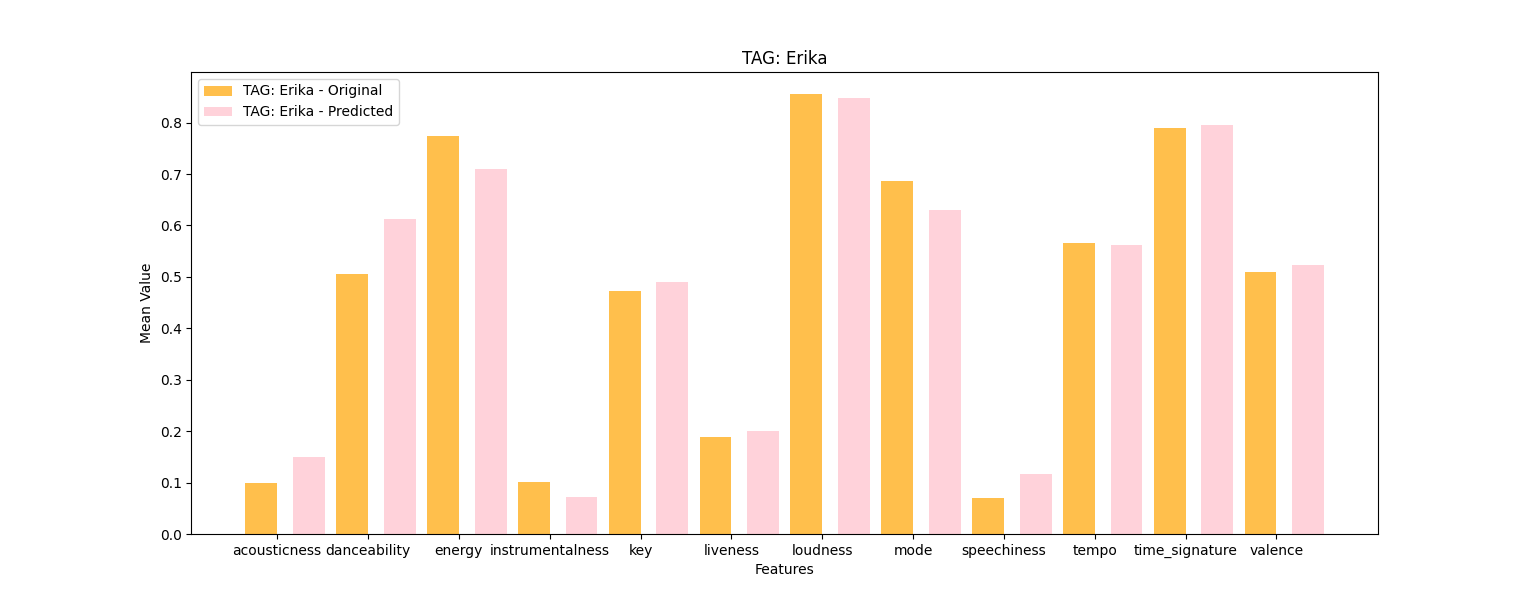 TAG: Erika
TAG: Erika - Original
TAG: Erika - Predicted
Mean Value
0.8
0.7
0.6
0.5
0.4
0.3
0.2
0.1
0.0
acousticness danceability energy instrumentalness key liveness loudness mode speechiness tempo time_signature valence
Features